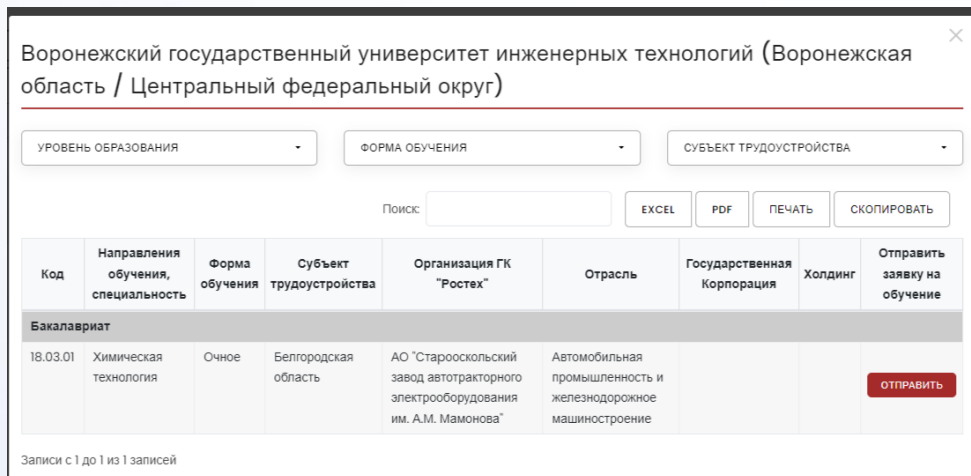 Воронежский государственный университет инженерных технологий (Воронежская
область / Центральный федеральный округ)
УРОВЕНЬ ОБРАЗОВАНИЯ
ФОРМА ОБУЧЕНИЯ
СУБЪЕКТ ТРУДОУСТРОЙСТВА
Поиск:
EXCEL
PDF
ПЕЧАТЬ
СКОПИРОВАТЬ
Код
Направления
обучения,
специальность
Форма
обучения
Субъект
трудоустройства
Организация ГК
"Ростех"
Отрасль
Государственная
Корпорация
Холдинг
Отправить
заявку на
обучение
Бакалавриат
18.03.01
Химическая
технология
Очное
Белгородская
область
АО "Старооскольский
завод автотракторного
электрооборудования
им. А.М. Мамонова"
Автомобильная
промышленность и
железнодорожное
машиностроение
ОТПРАВИТЬ
Записи с 1 до 1 из 1 записей